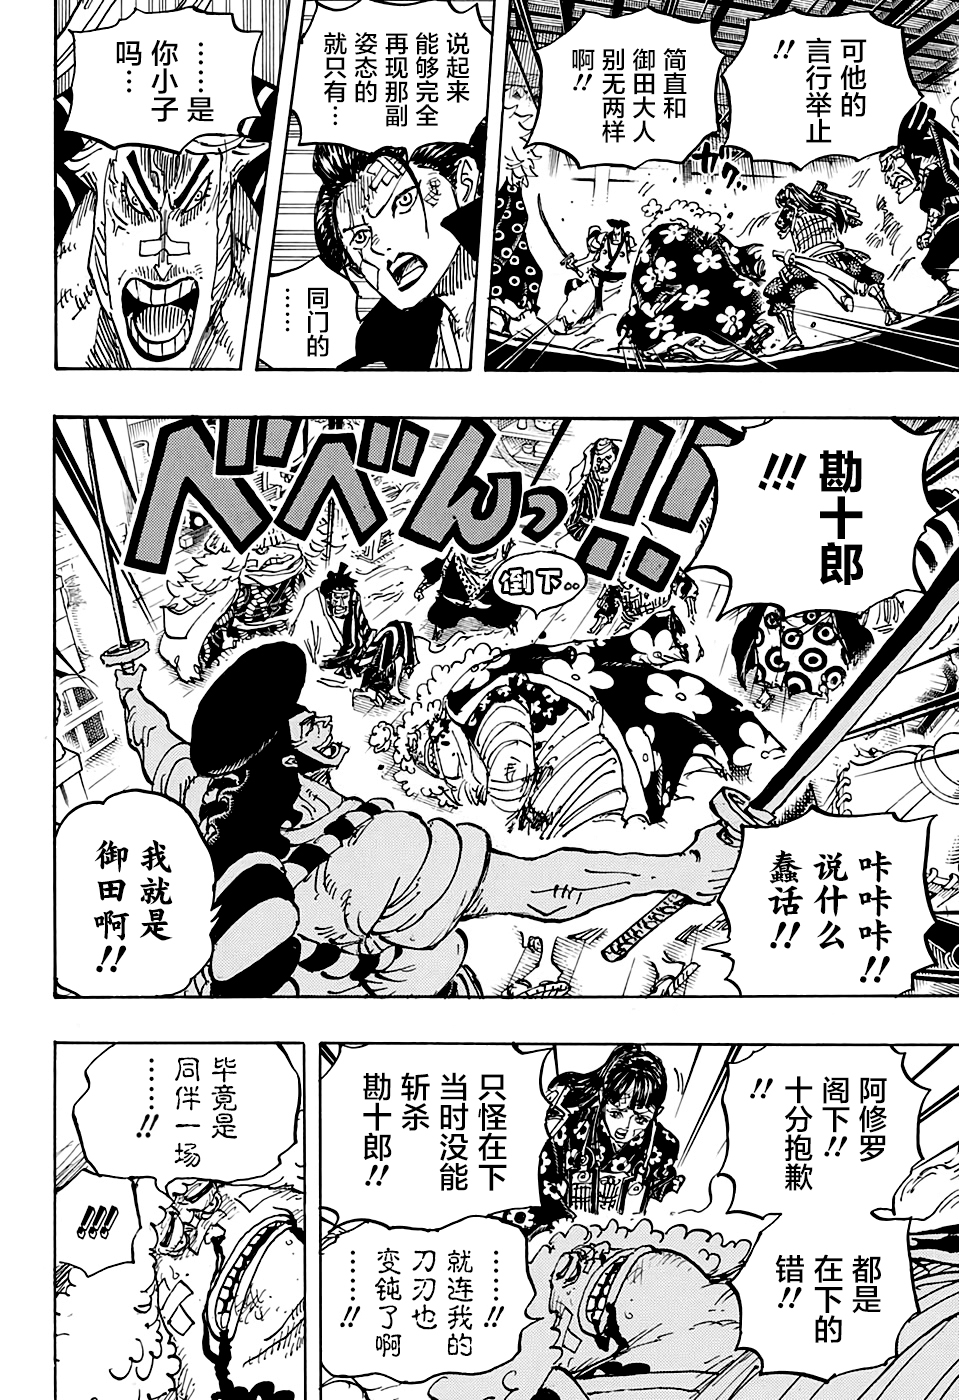 可他的
言行举止
!!
简直和
御田大人
别无两样
啊!!
ガクッ
说起来
能够完全
再现那副
姿态的
就只有…
同门的
……
……是
你小子
吗…
勘十郎
!!!
べべんっ!!
倒下..
咔咔咔!!
说什么
蠢话!!
我就是
御田啊!!
阿修罗
阁下!!
十分抱歉
!!
都是
在下的
错!!
只怪在下
当时没能
斩杀
勘十郎!!
……
就连我的
刀刃也
变钝了啊
……!!
毕竟是
同伴一场
……!!
!!!